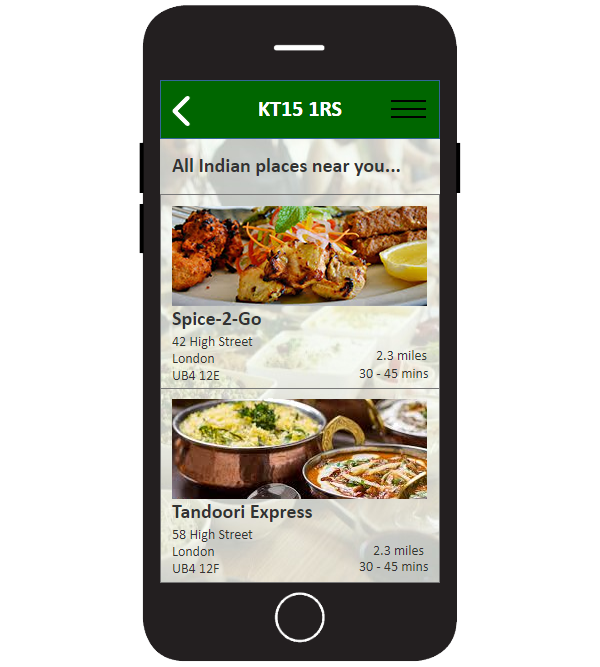 KT15 1RS
All Indian places near you...
Spice-2-Go
42 High Street
London
2.3 miles
UB4 12E
30 - 45 mins
Tandoori Express
58 High Street
London
2.3 miles
UB4 12F
30 - 45 mins